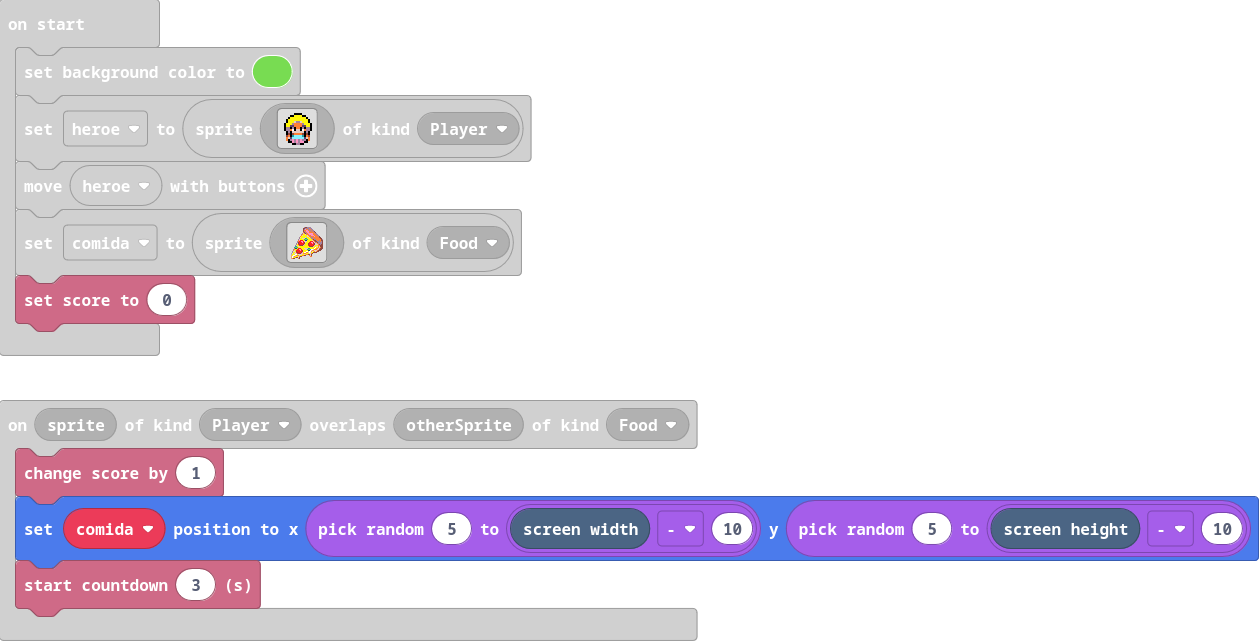 on start
set background color to
set heroe to sprite of kind Player
move heroe with buttons
set comida to sprite of kind Food
set score to 0
on sprite of kind Player overlaps otherSprite of kind Food
change score by 1
set comida position to x pick random 5 to screen width - 10 y pick random 5 to screen height - 10
start countdown 3 (s)